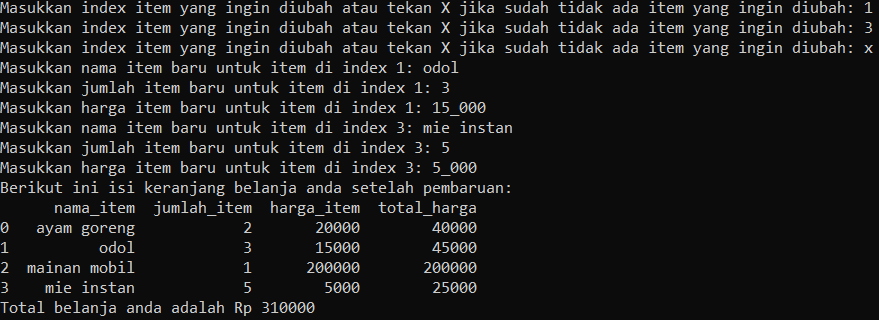 Masukkan index item yang ingin diubah atau tekan X jika sudah tidak ada item yang ingin diubah: 1
Masukkan index item yang ingin diubah atau tekan X jika sudah tidak ada item yang ingin diubah: 3
Masukkan index item yang ingin diubah atau tekan X jika sudah tidak ada item yang ingin diubah: x
Masukkan nama item baru untuk item di index 1: odol
Masukkan jumlah item baru untuk item di index 1: 3
Masukkan harga item baru untuk item di index 1: 15_000
Masukkan nama item baru untuk item di index 3: mie instan
Masukkan jumlah item baru untuk item di index 3: 5
Masukkan harga item baru untuk item di index 3: 5_000
Berikut ini isi keranjang belanja anda setelah pembaruan:
      nama_item  jumlah_item  harga_item  total_harga
0   ayam goreng            2       20000        40000
1          odol            3       15000        45000
2  mainan mobil            1      200000       200000
3    mie instan            5        5000        25000
Total belanja anda adalah Rp 310000